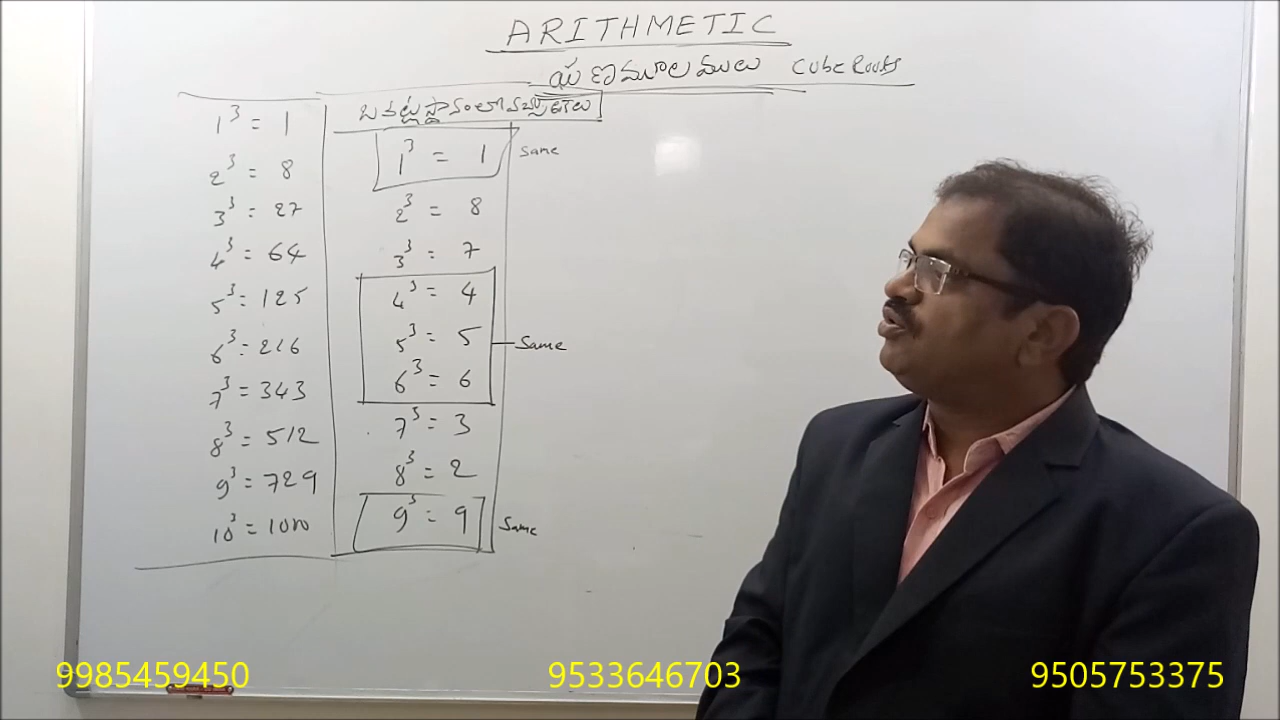 ARITHMETIC
ఘణమూలములు Cube Roots
1³ = 1
2³ = 8
3³ = 27
4³ = 64
5³ = 125
6³ = 216
7³ = 343
8³ = 512
9³ = 729
10³ = 1000
1³ = 1 Same
2³ = 8
3³ = 7
4³ = 4
5³ = 5 Same
6³ = 6
7³ = 3
8³ = 2
9³ = 9 Same
9985459450 9533646703 9505753375